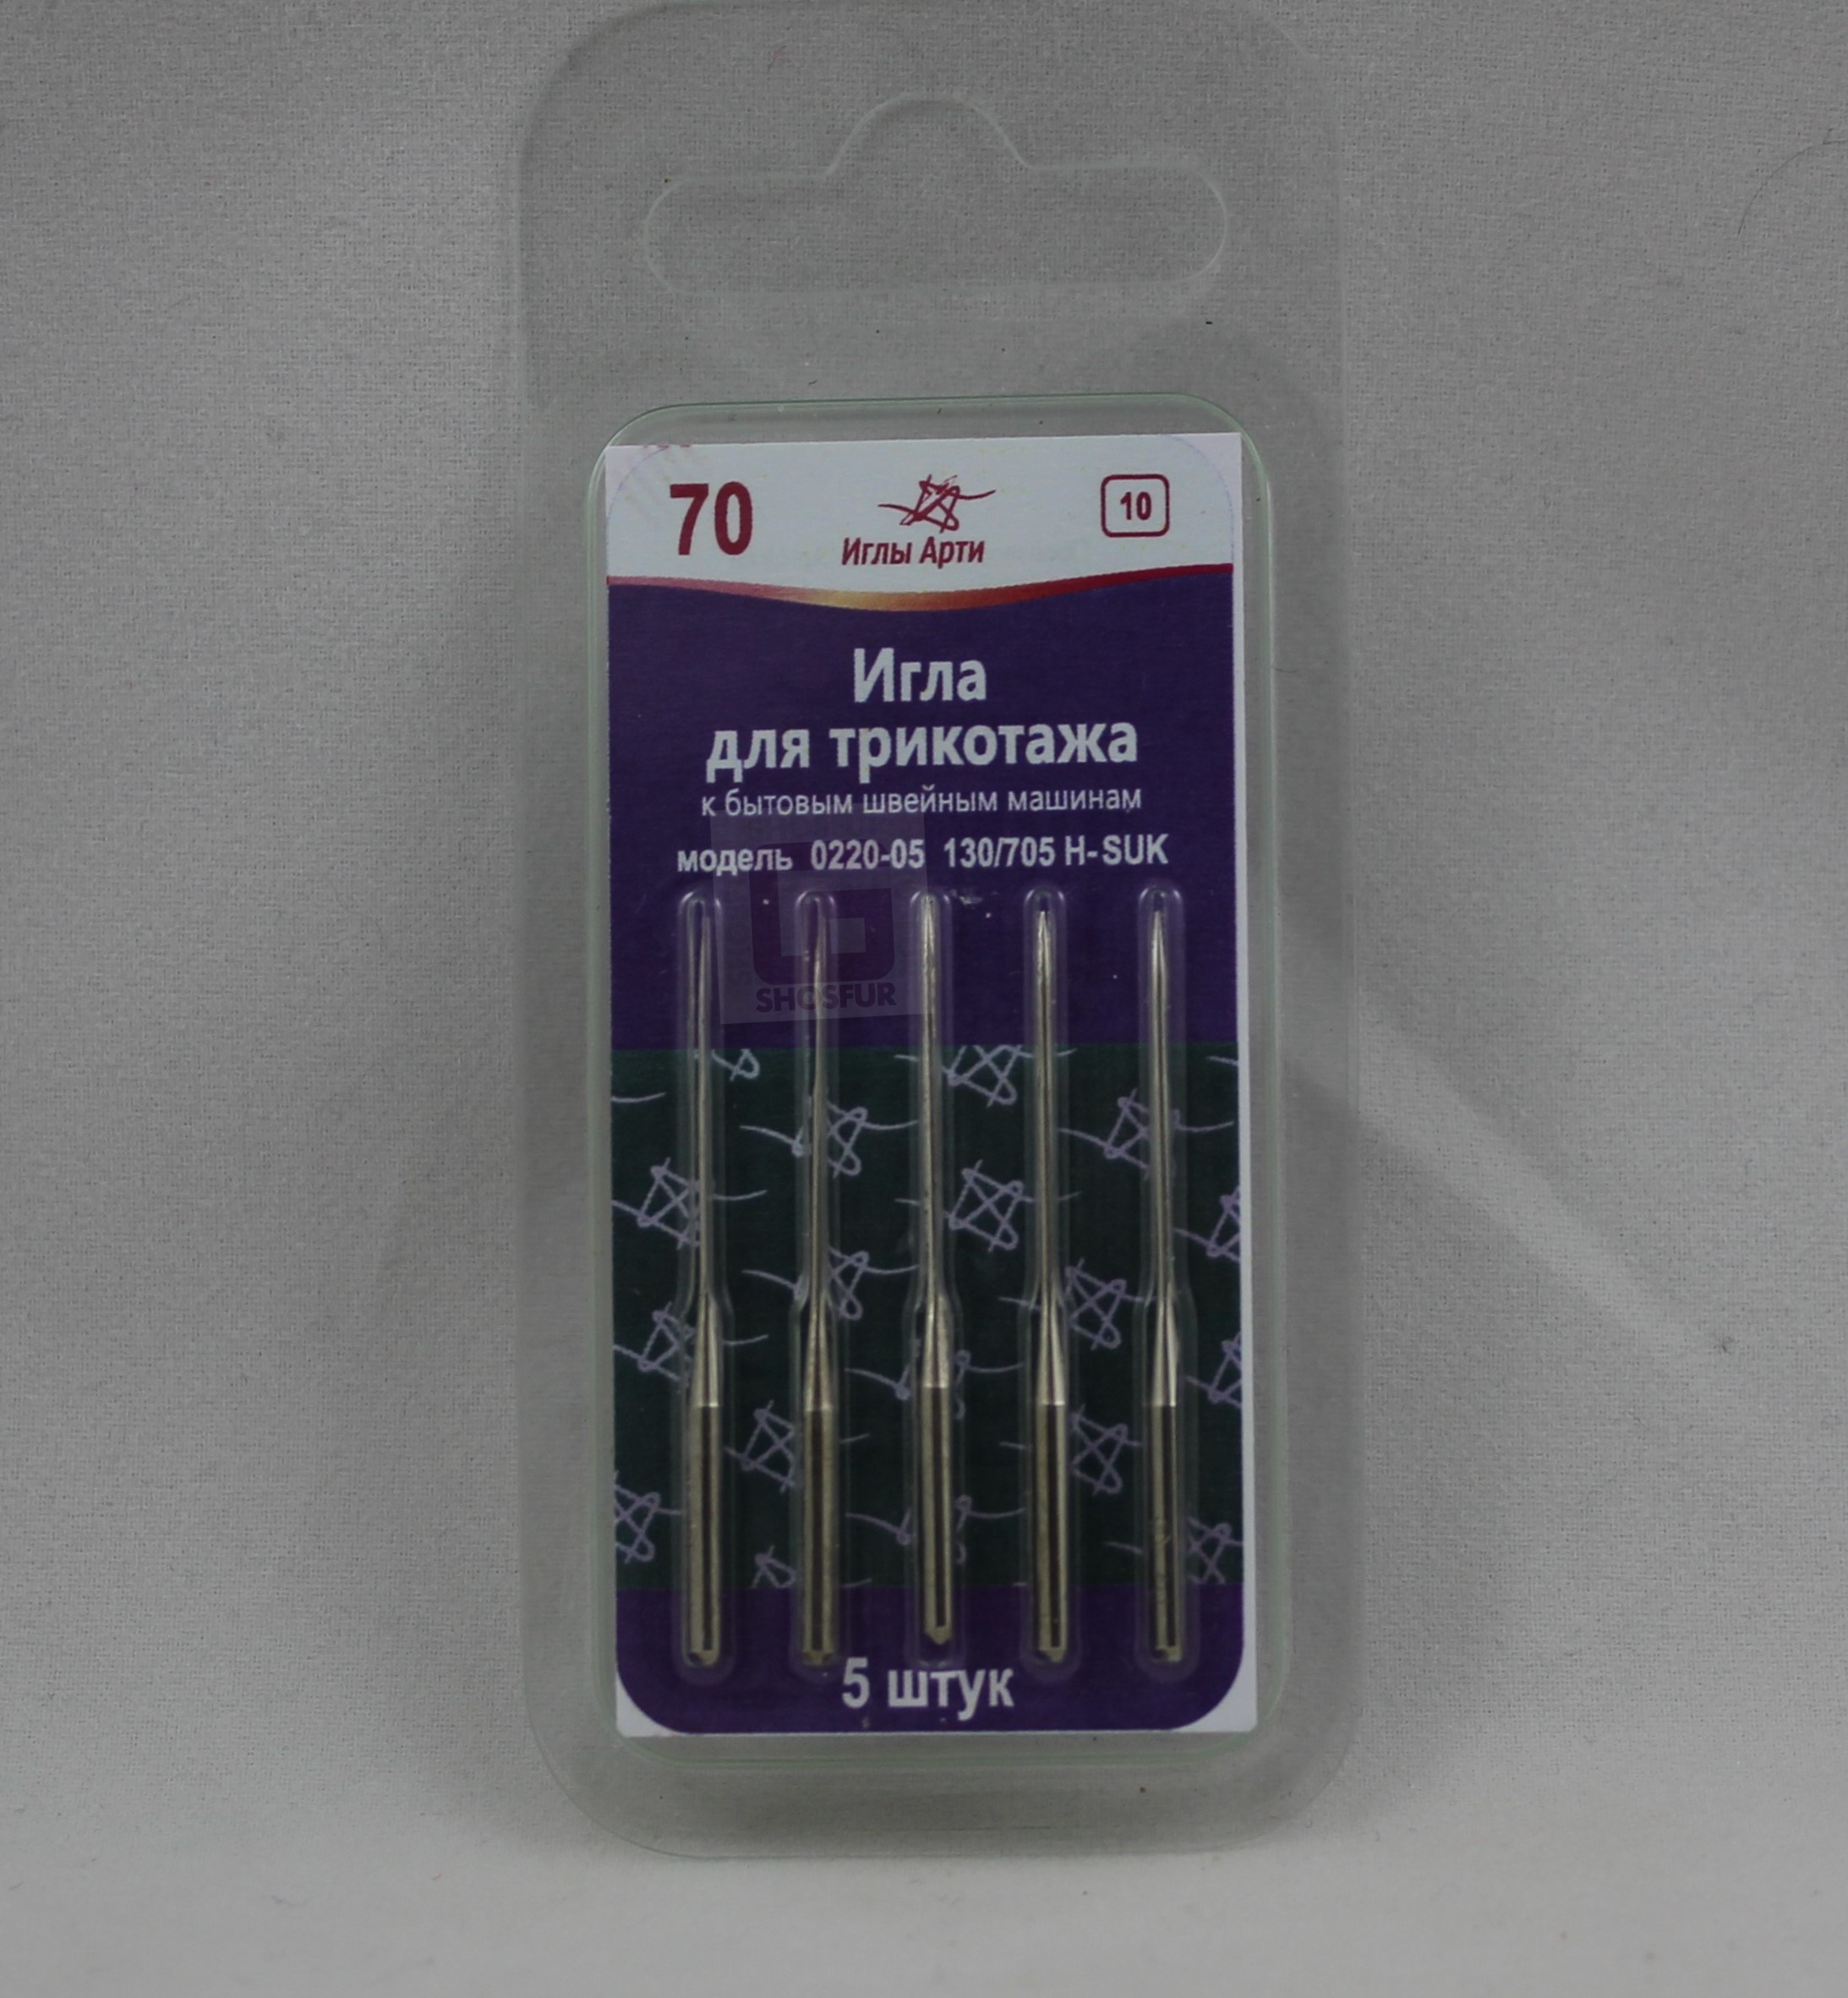 70
Иглы Арти
10
Игла
для трикотажа
к бытовым швейным машинам
модель 0220-05 130/705 H-SUK
SHOSFUR
5 штук